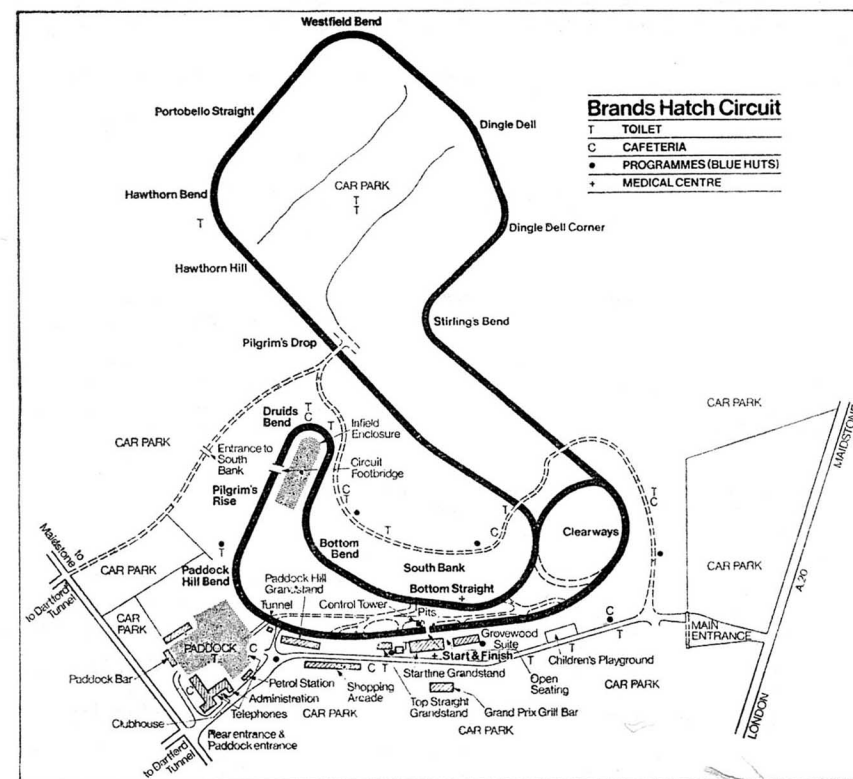 Westfield Bend
Portobello Straight
Brands Hatch Circuit
T TOILET
C CAFETERIA
• PROGRAMMES (BLUE HUTS)
+ MEDICAL CENTRE
Dingle Dell
CAR PARK
T
T
Hawthorn Bend
T
Dingle Dell Corner
Hawthorn Hill
Stirling's Bend
Pilgrim's Drop
CAR PARK
MAIDSTONE
T
C
Druids
Bend
T
Infield
Enclosure
CAR PARK
Entrance to
South
Bank
Circuit
Footbridge
Pilgrim's
Rise
C
T
T
C
T
T
C
Clearways
Bottom
Bend
South Bank
Maidstone
to
to Dartford
Tunnel
T
Paddock
Hill Bend
CAR PARK
CAR PARK
A.20
Bottom Straight
+
Paddock Hill
Grandstand
Tunnel
Control Tower
Pits
C
T
MAIN
ENTRANCE
CAR
PARK
PADDOCK
T
Grovewood
Suite
+ Start & Finish
Children's Playground
T
T
Paddock Bar
C
Petrol Station
Administration
Telephones
Clubhouse
Shopping
Arcade
C T
Startline Grandstand
Open
Seating
CAR PARK
CAR PARK
Top Straight
Grandstand
Grand Prix Grill Bar
CAR PARK
Rear entrance &
Paddock entrance
to Dartford
Tunnel
LONDON